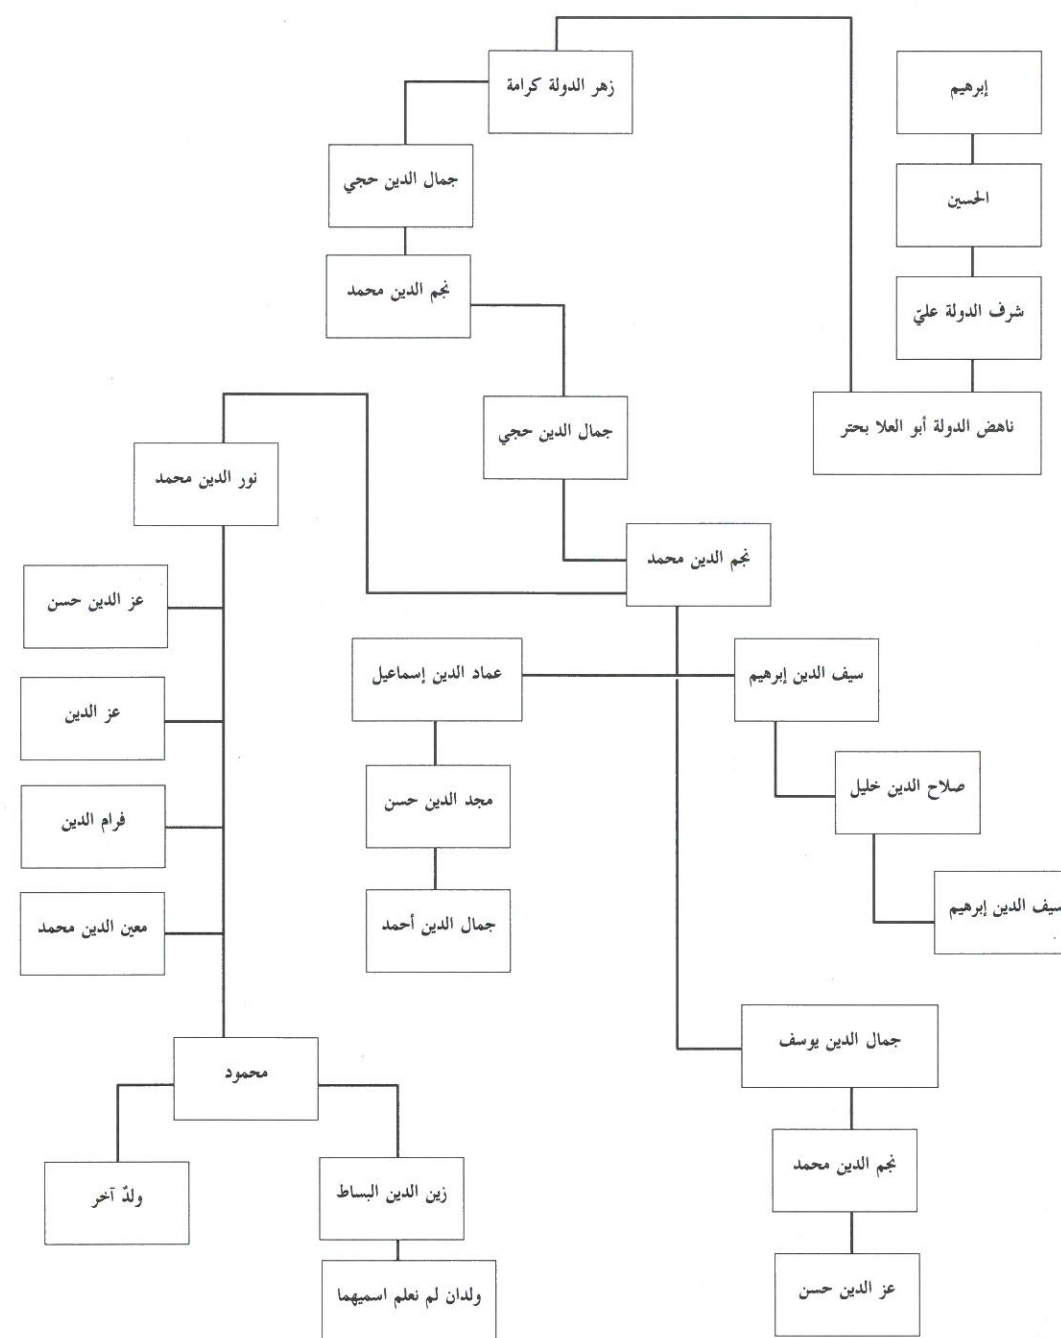 زهر الدولة كرامة
إبرهيم
جمال الدين حجي
الحسين
نجم الدين محمد
شرف الدولة عليّ
جمال الدين حجي
ناهض الدولة أبو العلا بحتر
نور الدين محمد
نجم الدين محمد
عز الدين حسن
عماد الدين إسماعيل
سيف الدين إبرهيم
عز الدين
مجد الدين حسن
صلاح الدين خليل
فرام الدين
جمال الدين أحمد
سيف الدين إبرهيم
معين الدين محمد
جمال الدين يوسف
محمود
نجم الدين محمد
زين الدين البساط
ولدٌ آخر
عز الدين حسن
ولدان لم نعلم اسميهما